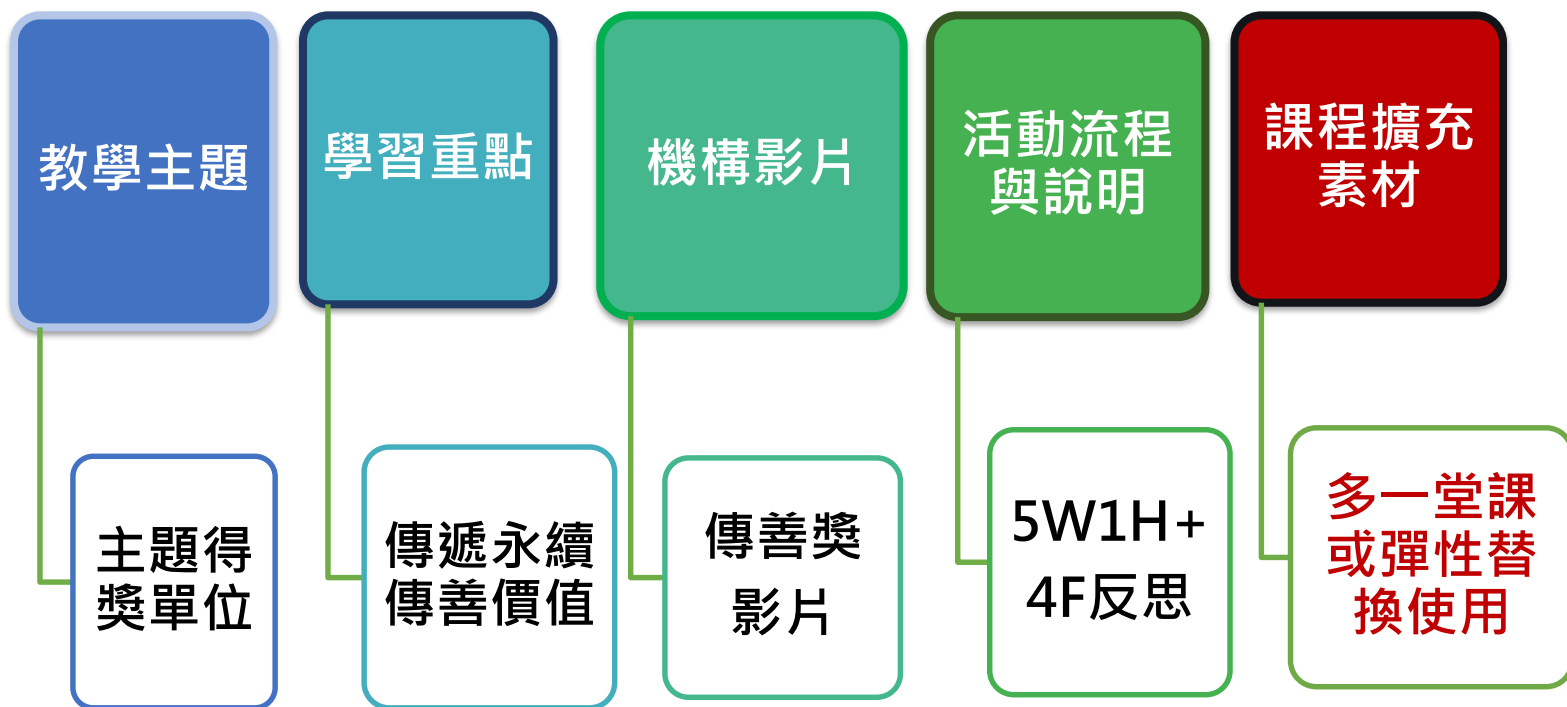 教學主題
學習重點
機構影片
活動流程
與說明
課程擴充
素材
主題得
獎單位
傳遞永續
傳善價值
傳善獎
影片
5W1H+
4F反思
多一堂課
或彈性替
換使用